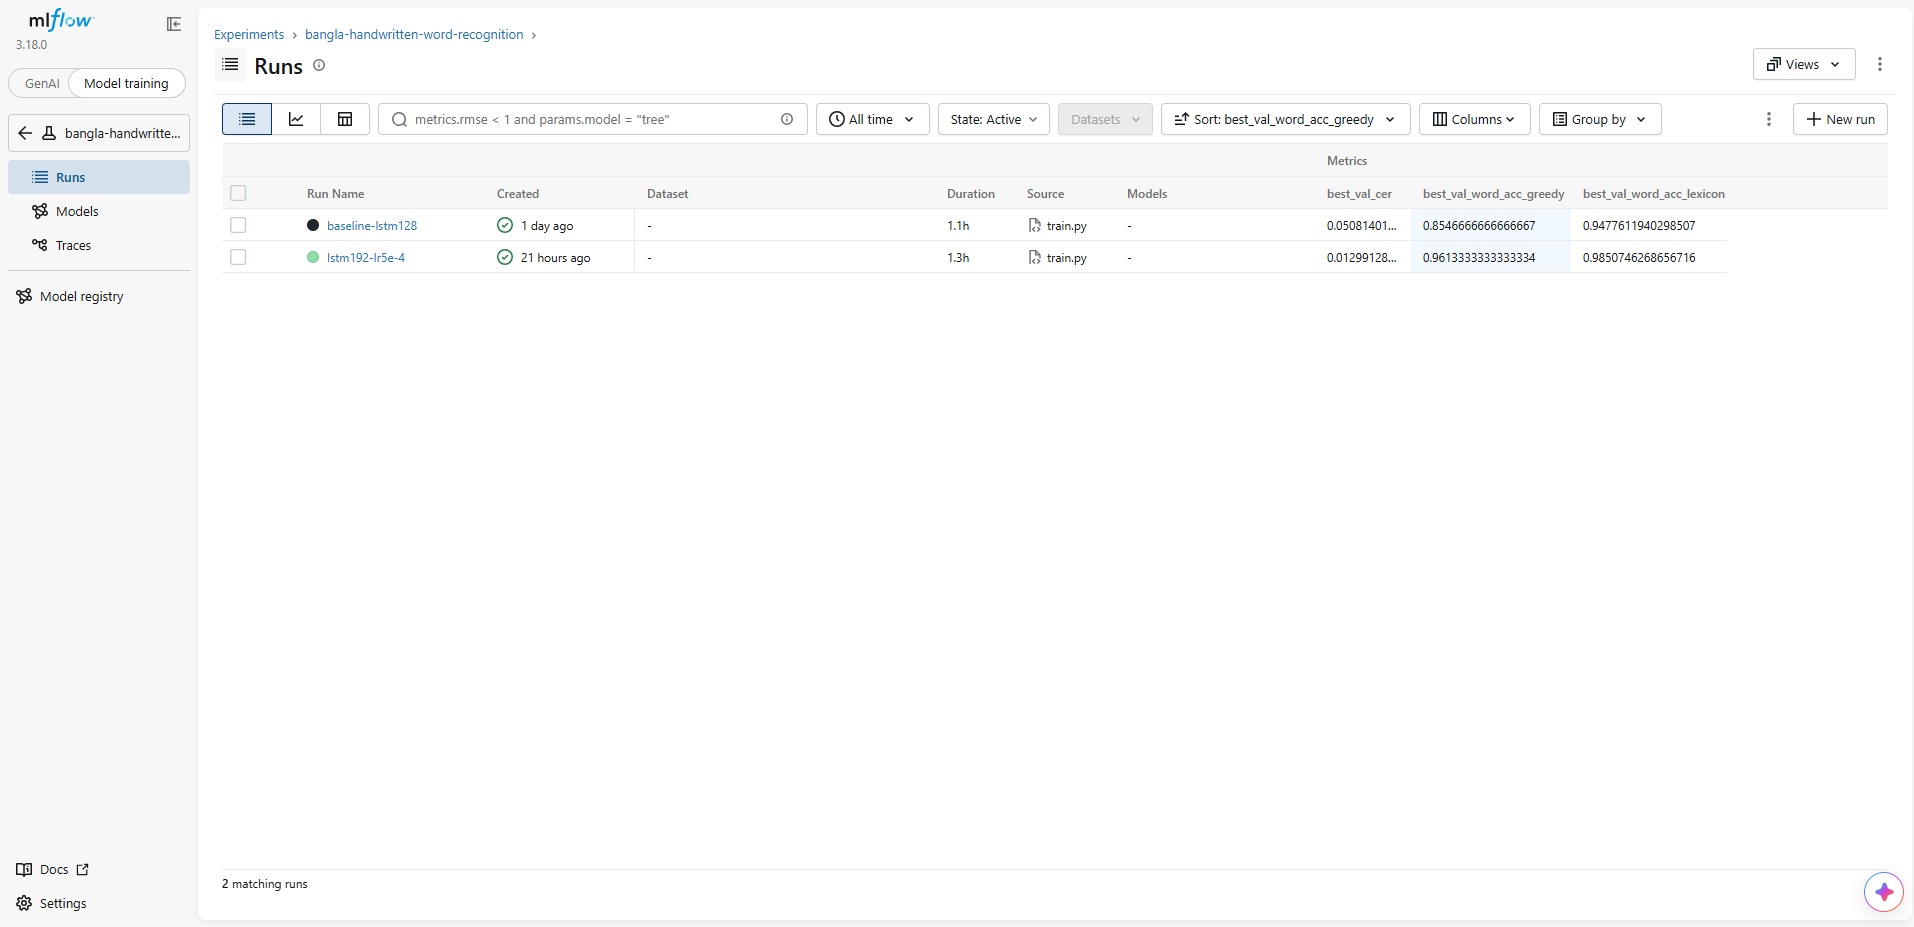 mlflow
3.18.0
GenAI Model training
bangla-handwritte...
Runs
Models
Traces
Model registry
Docs
Settings
Experiments > bangla-handwritten-word-recognition >
Runs
Views
metrics.rmse < 1 and params.model = "tree"
All time
State: Active
Datasets
Sort: best_val_word_acc_greedy
Columns
Group by
New run
Metrics
Run Name Created Dataset Duration Source Models best_val_cer best_val_word_acc_greedy best_val_word_acc_lexicon
baseline-lstm128 1 day ago - 1.1h train.py - 0.05081401... 0.8546666666666667 0.9477611940298507
lstm192-lr5e-4 21 hours ago - 1.3h train.py - 0.01299128... 0.9613333333333334 0.9850746268656716
2 matching runs